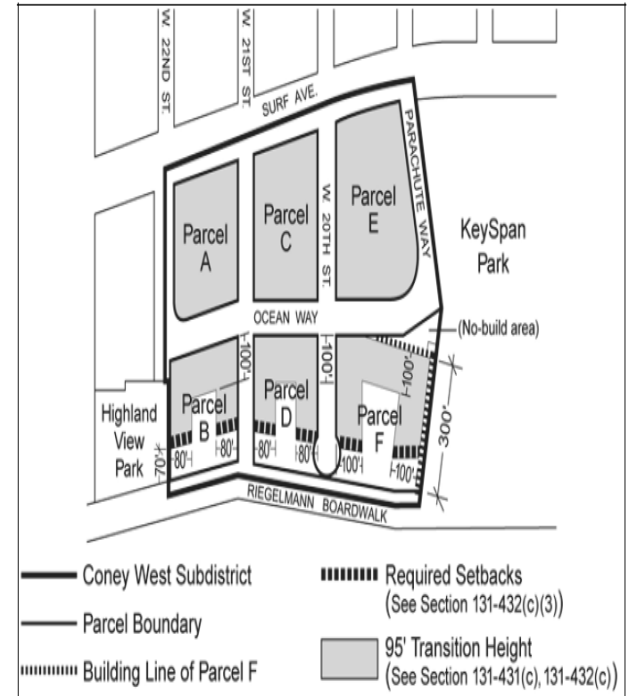 W. 22ND ST.
W. 21ST ST.
SURF AVE.
PARACHUTE WAY
Parcel
A
Parcel
C
W. 20TH ST.
Parcel
E
KeySpan
Park
OCEAN WAY
(No-build area)
100'
100'
100'
300'
Highland
View
Park
Parcel
B
Parcel
D
Parcel
F
70'
80'
80'
80'
80'
100'
100'
RIEGELMANN BOARDWALK
Coney West Subdistrict
Parcel Boundary
Building Line of Parcel F
Required Setbacks
(See Section 131-432(c)(3))
95' Transition Height
(See Section 131-431(c), 131-432(c))